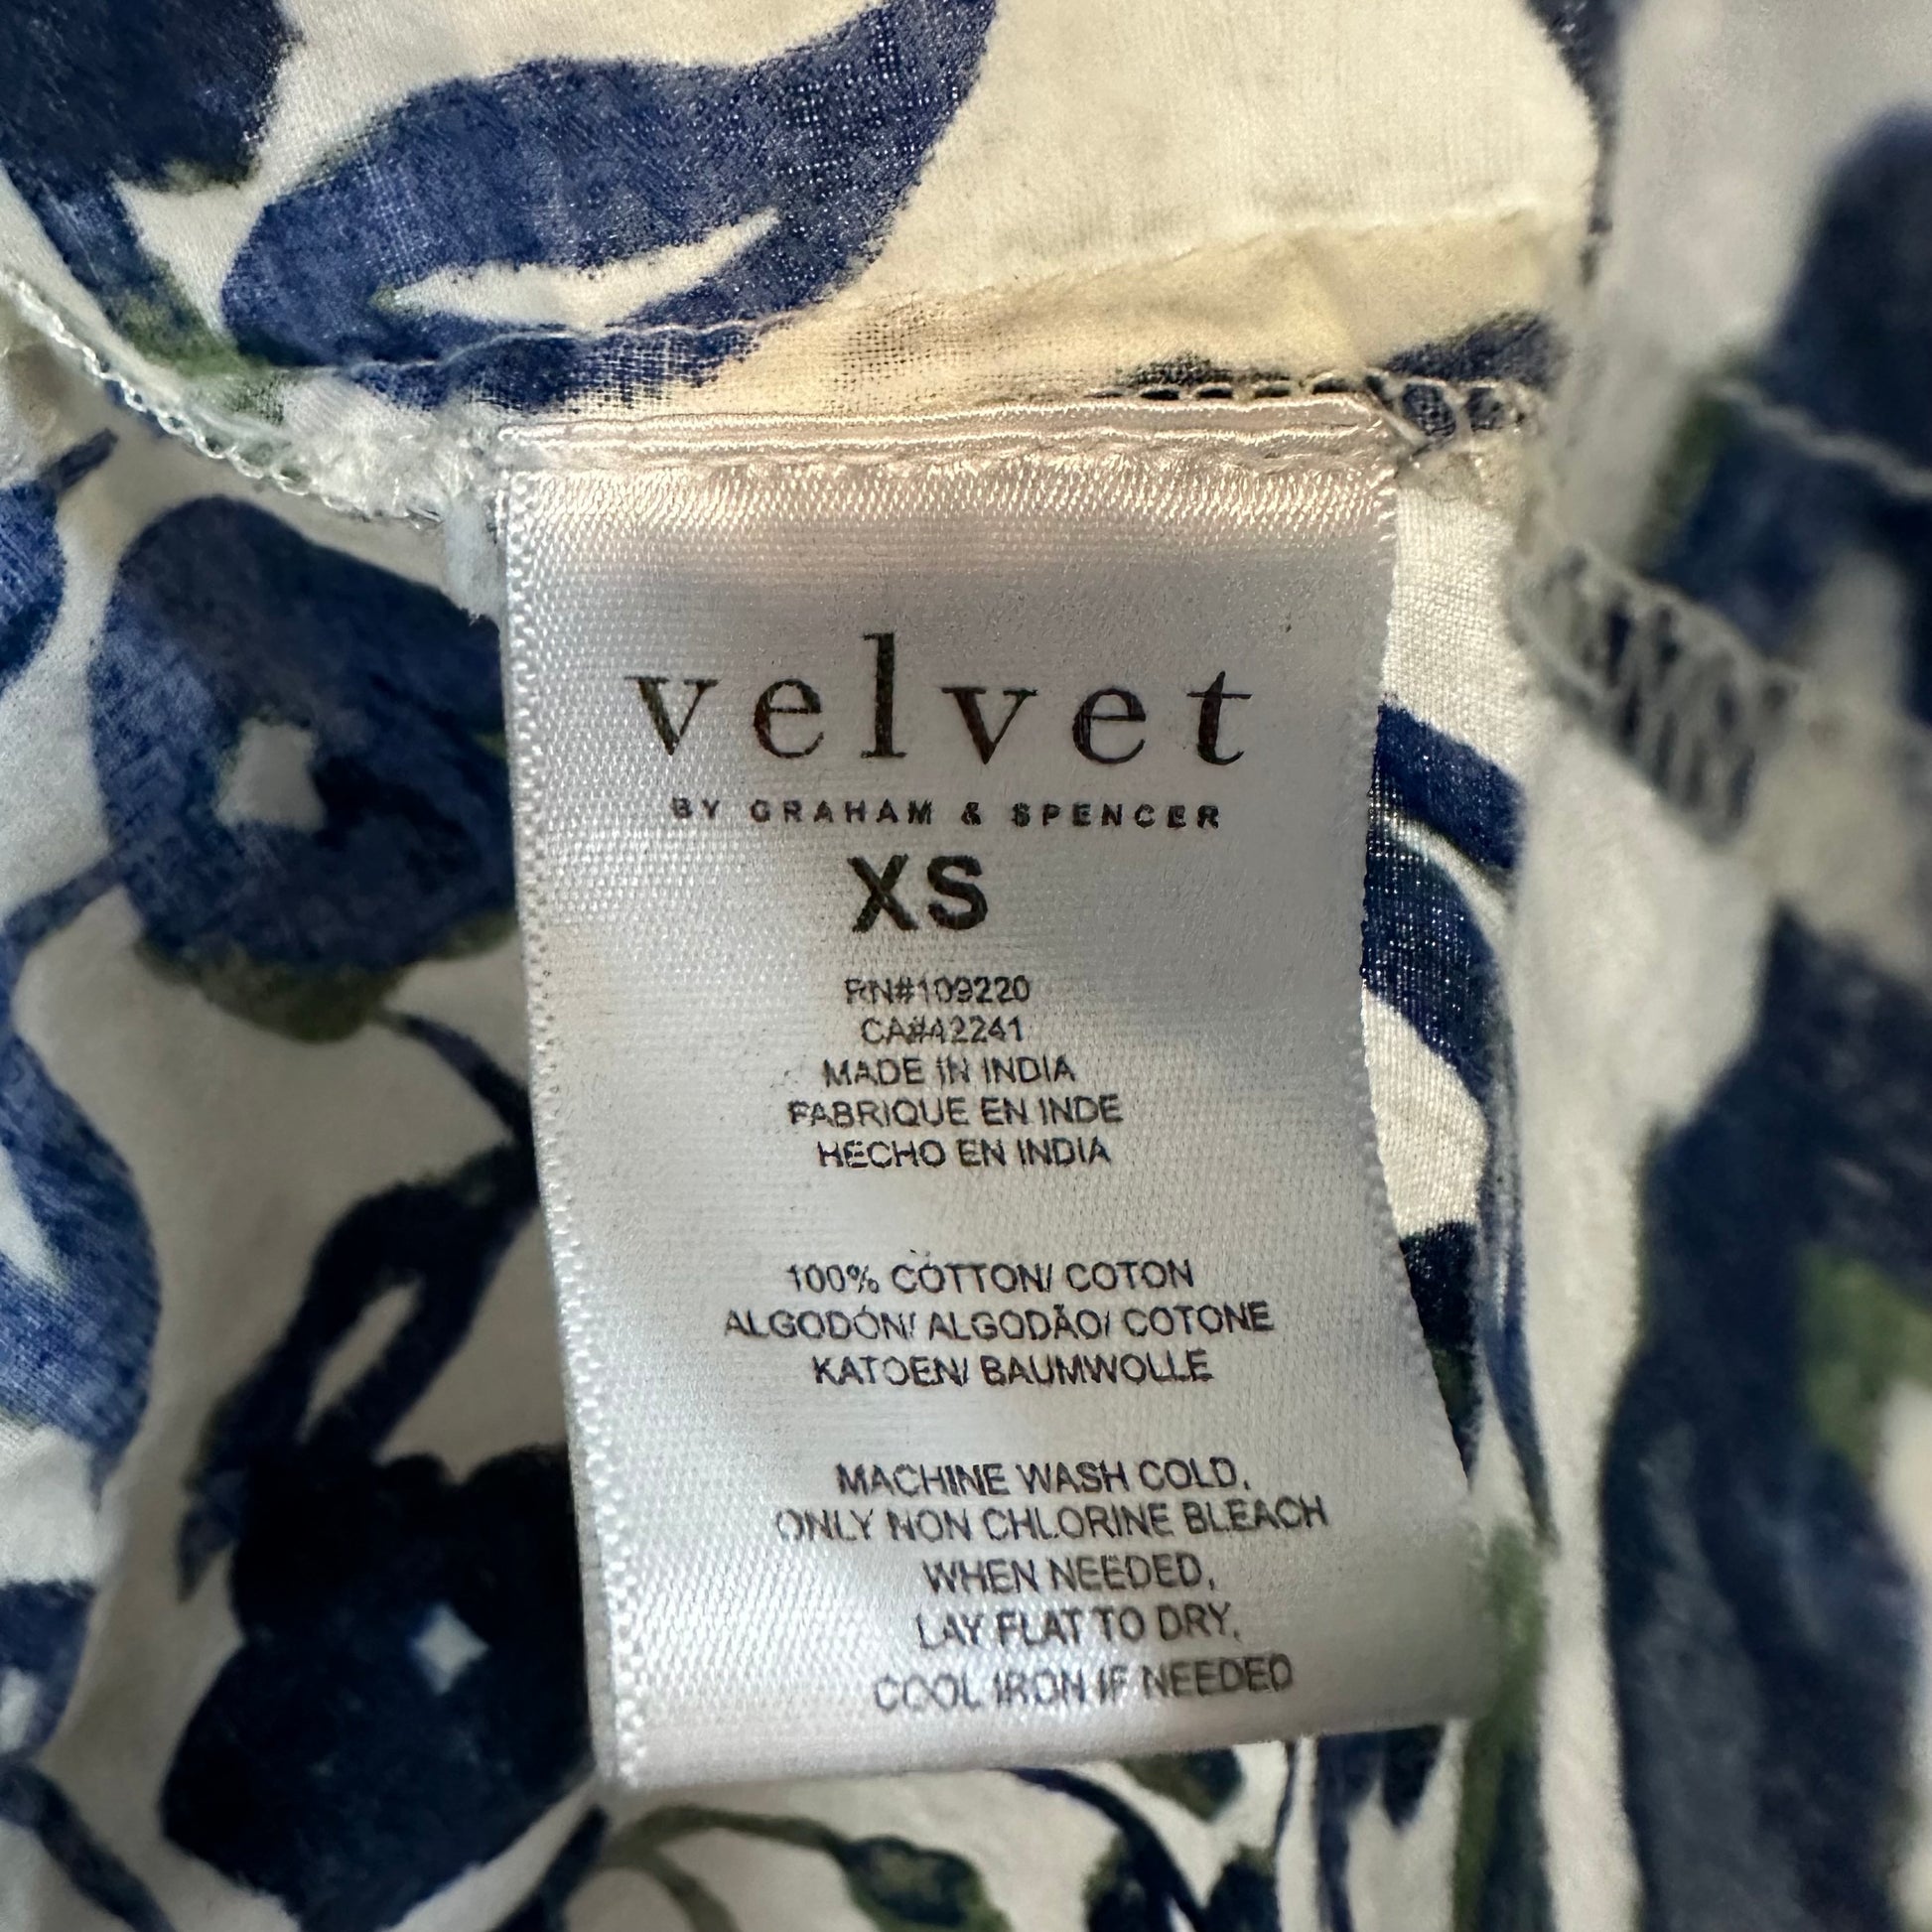 velvet
BY GRAHAM & SPENCER
XS
RN#109220
CA#42241
MADE IN INDIA
FABRIQUE EN INDE
HECHO EN INDIA
100% COTTON/ COTON
ALGODÓN/ ALGODÃO/ COTONE
KATOEN/ BAUMWOLLE
MACHINE WASH COLD,
ONLY NON CHLORINE BLEACH
WHEN NEEDED,
LAY FLAT TO DRY,
COOL IRON IF NEEDED